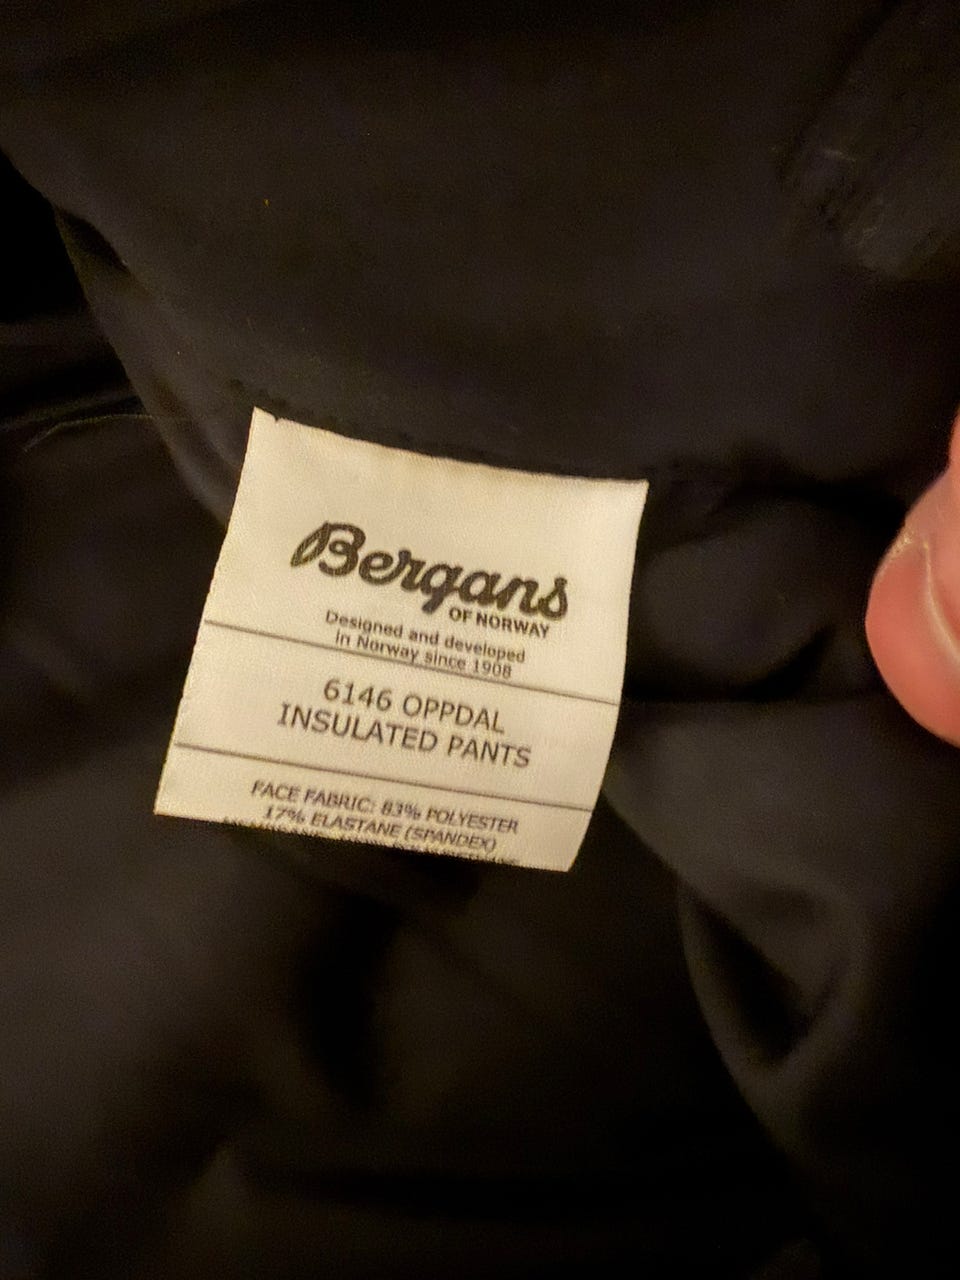 Bergans
OF NORWAY
Designed and developed
in Norway since 1908
6146 OPPDAL
INSULATED PANTS
FACE FABRIC: 83% POLYESTER
17% ELASTANE (SPANDEX)